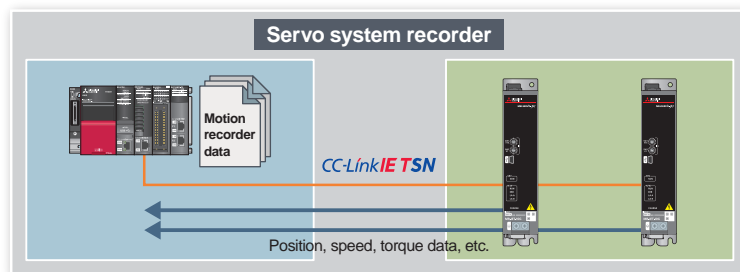 Servo system recorder
Motion
recorder
data
CC-Link IE TSN
Position, speed, torque data, etc.